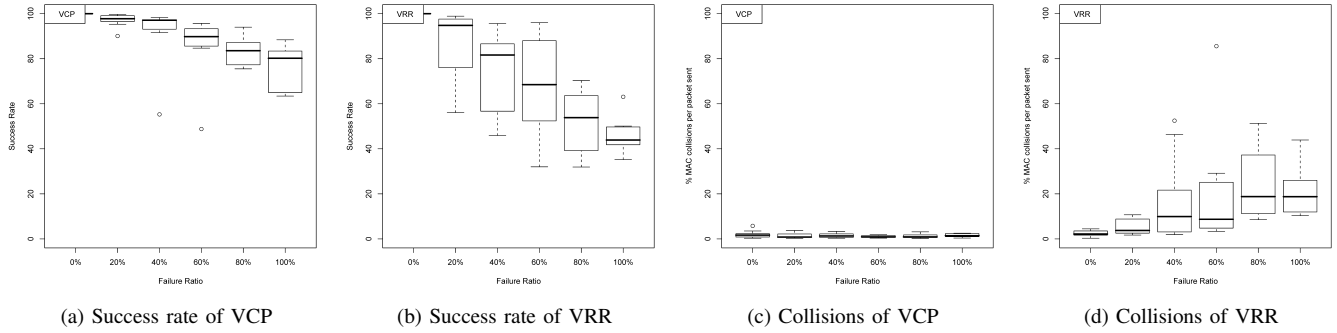 VCP
Success Rate
0 20 40 60 80 100
0% 20% 40% 60% 80% 100%
Failure Ratio
(a) Success rate of VCP
VRR
Success Rate
0 20 40 60 80 100
0% 20% 40% 60% 80% 100%
Failure Ratio
(b) Success rate of VRR
VCP
% MAC collisions per packet sent
0 20 40 60 80 100
0% 20% 40% 60% 80% 100%
Failure Ratio
(c) Collisions of VCP
VRR
% MAC collisions per packet sent
0 20 40 60 80 100
0% 20% 40% 60% 80% 100%
Failure Ratio
(d) Collisions of VRR